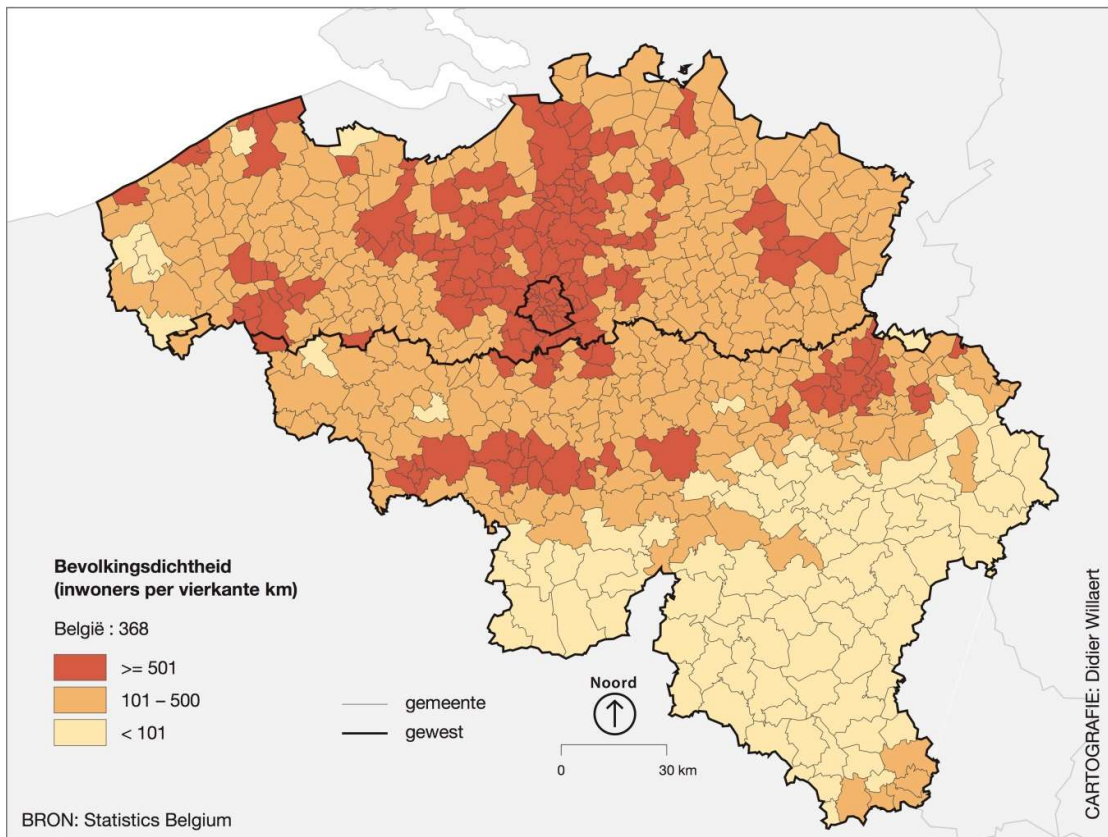 Bevolkingsdichtheid
(inwoners per vierkante km)
België : 368
>= 501
101 – 500
< 101
gemeente
gewest
Noord
0 30 km
BRON: Statistics Belgium
CARTOGRAFIE: Didier Willaert